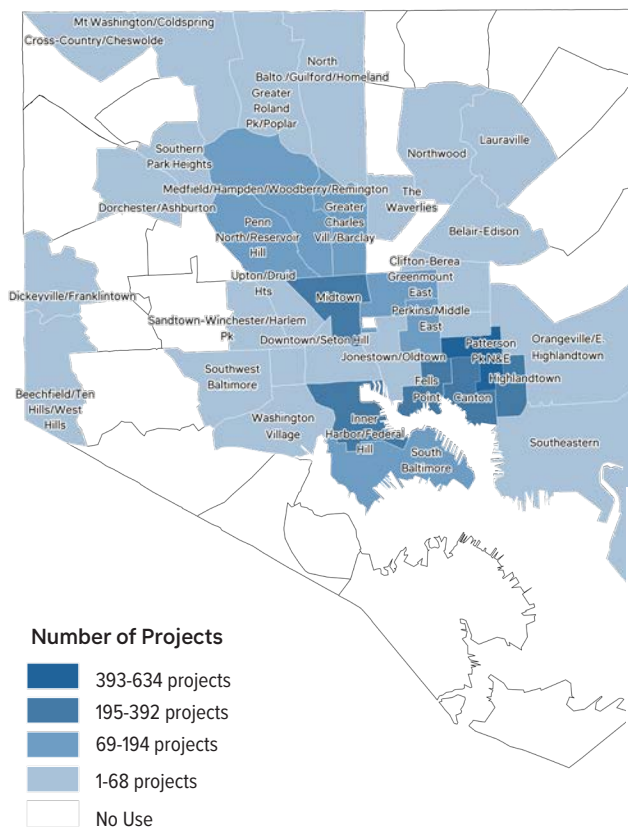 Mt Washington/Coldspring
Cross-Country/Cheswolde
North
Balto./Guilford/Homeland
Greater
Roland
Pk/Poplar
Lauraville
Northwood
Southern
Park Heights
Medfield/Hampden/Woodberry/Remington
The
Waverlies
Dorchester/Ashburton
Greater
Charles
Vill./Barclay
Penn
North/Reservoir
Hill
Belair-Edison
Clifton-Berea
Upton/Druid
Hts
Greenmount
East
Dickeyville/Franklintown
Midtown
Perkins/Middle
East
Sandtown-Winchester/Harlem
Pk
Downtown/Seton Hill
Patterson
Pk N&E
Orangeville/E.
Highlandtown
Jonestown/Oldtown
Southwest
Baltimore
Highlandtown
Fells
Point
Canton
Beechfield/Ten
Hills/West
Hills
Washington
Village
Inner
Harbor/Federal
Hill
Southeastern
South
Baltimore
Number of Projects
393-634 projects
195-392 projects
69-194 projects
1-68 projects
No Use